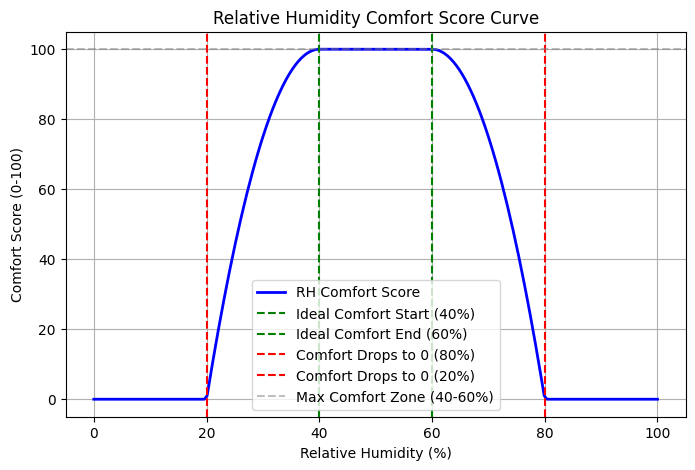 Relative Humidity Comfort Score Curve
Comfort Score (0-100)
100
80
60
40
20
0
RH Comfort Score
Ideal Comfort Start (40%)
Ideal Comfort End (60%)
Comfort Drops to 0 (80%)
Comfort Drops to 0 (20%)
Max Comfort Zone (40-60%)
0 20 40 60 80 100
Relative Humidity (%)